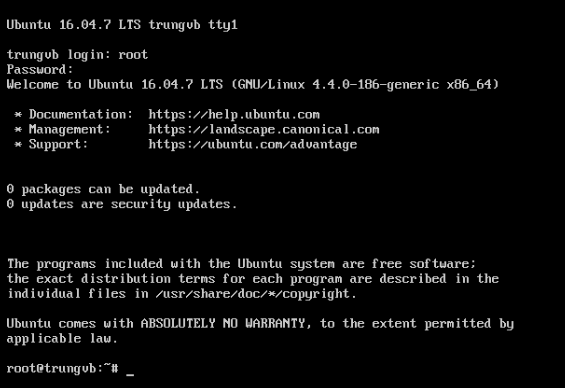 Ubuntu 16.04.7 LTS trungvb tty1
trungvb login: root
Password:
Welcome to Ubuntu 16.04.7 LTS (GNU/Linux 4.4.0-186-generic x86_64)
* Documentation:  https://help.ubuntu.com
* Management:     https://landscape.canonical.com
* Support:        https://ubuntu.com/advantage
0 packages can be updated.
0 updates are security updates.
The programs included with the Ubuntu system are free software;
the exact distribution terms for each program are described in the
individual files in /usr/share/doc/*/copyright.
Ubuntu comes with ABSOLUTELY NO WARRANTY, to the extent permitted by
applicable law.
root@trungvb:~# _